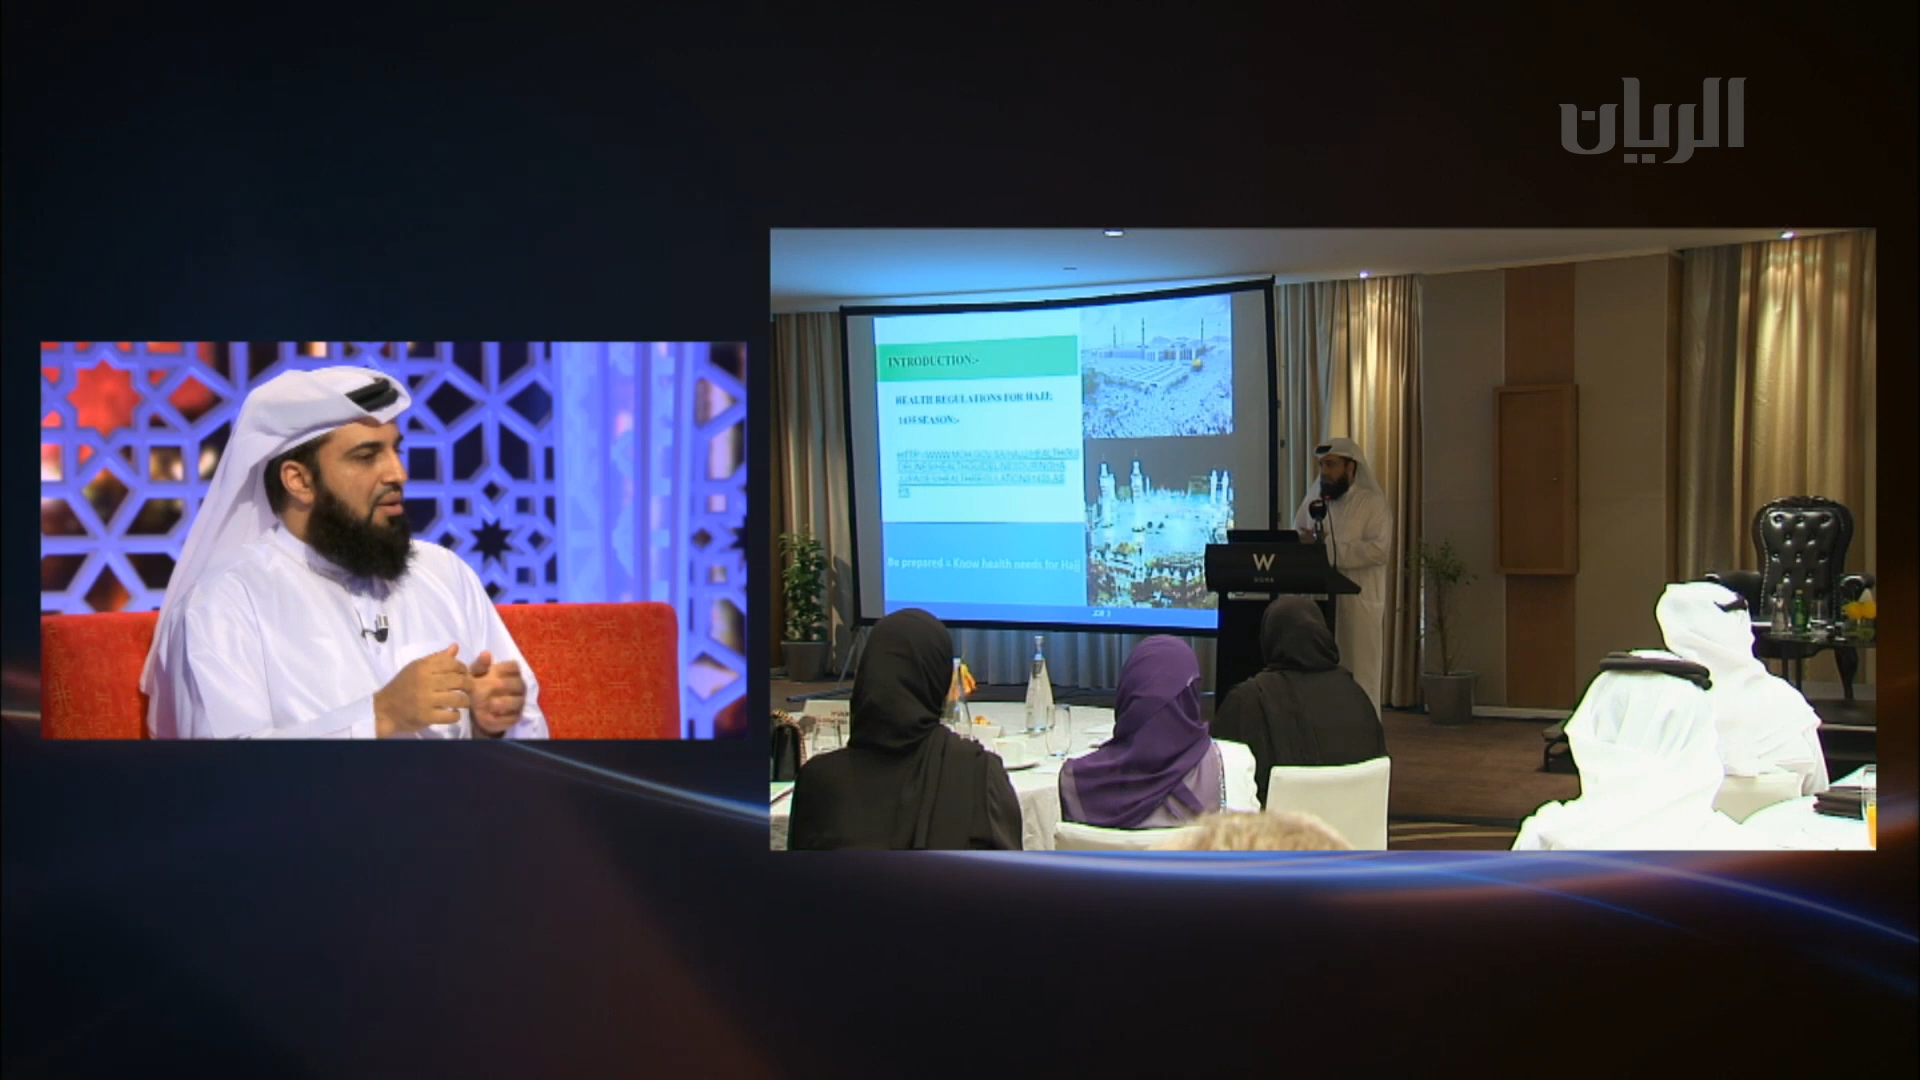 الريان
INTRODUCTION:-
HEALTH REGULATIONS FOR HAJJ:
1435 SEASON:-
Be prepared = Know health needs for Hajj
W
DOHA